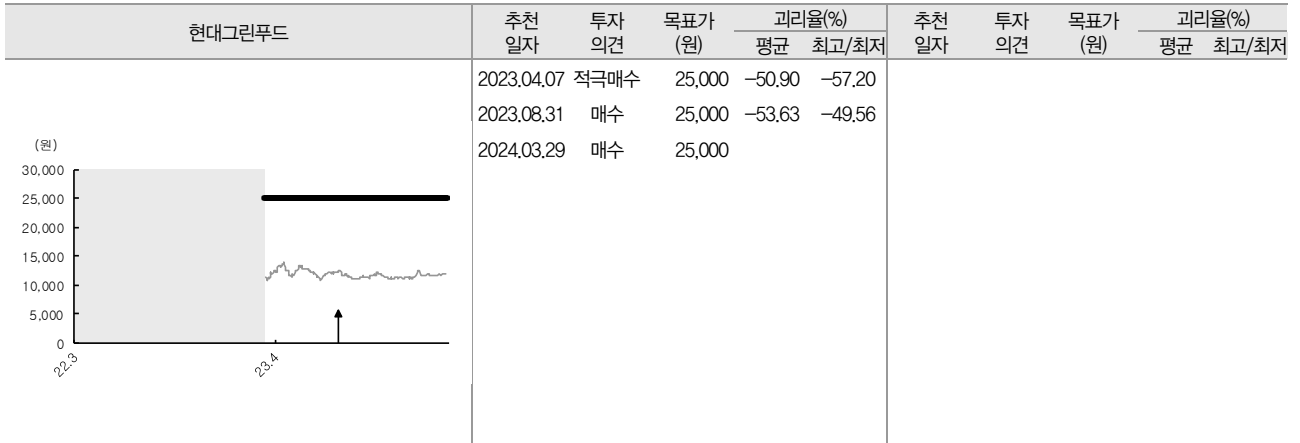 현대그린푸드
추천 일자 투자 의견 목표가 (원) 괴리율(%) 평균 최고/최저 추천 일자 투자 의견 목표가 (원) 괴리율(%) 평균 최고/최저
2023.04.07 적극매수 25,000 -50.90 -57.20
2023.08.31 매수 25,000 -53.63 -49.56
2024.03.29 매수 25,000
(원)
30,000
25,000
20,000
15,000
10,000
5,000
0
22.3 23.4